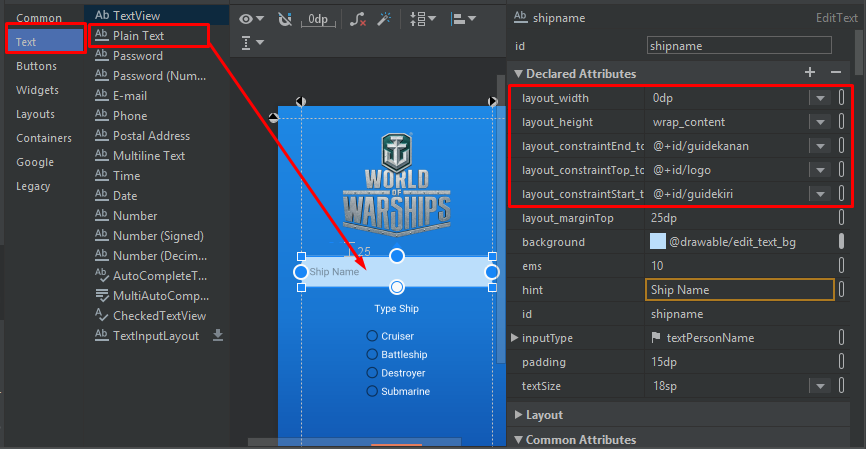 Common
Text
Buttons
Widgets
Layouts
Containers
Google
Legacy
Ab TextView
Ab Plain Text
Ab Password
Ab Password (Num...
Ab E-mail
Ab Phone
Ab Postal Address
Ab Multiline Text
Ab Time
Ab Date
Ab Number
Ab Number (Signed)
Ab Number (Decim...
Ab AutoCompleteT...
MultiAutoComp...
CheckedTextView
Ab TextInputLayout
0dp
WORLD
OF
WARSHIPS
25
Ship Name
Type Ship
Cruiser
Battleship
Destroyer
Submarine
Ab shipname EditText
id shipname
Declared Attributes
layout_width 0dp
layout_height wrap_content
layout_constraintEnd_to @+id/guidekanan
layout_constraintTop_to @+id/logo
layout_constraintStart_t @+id/guidekiri
layout_marginTop 25dp
background @drawable/edit_text_bg
ems 10
hint Ship Name
id shipname
inputType textPersonName
padding 15dp
textSize 18sp
Layout
Common Attributes